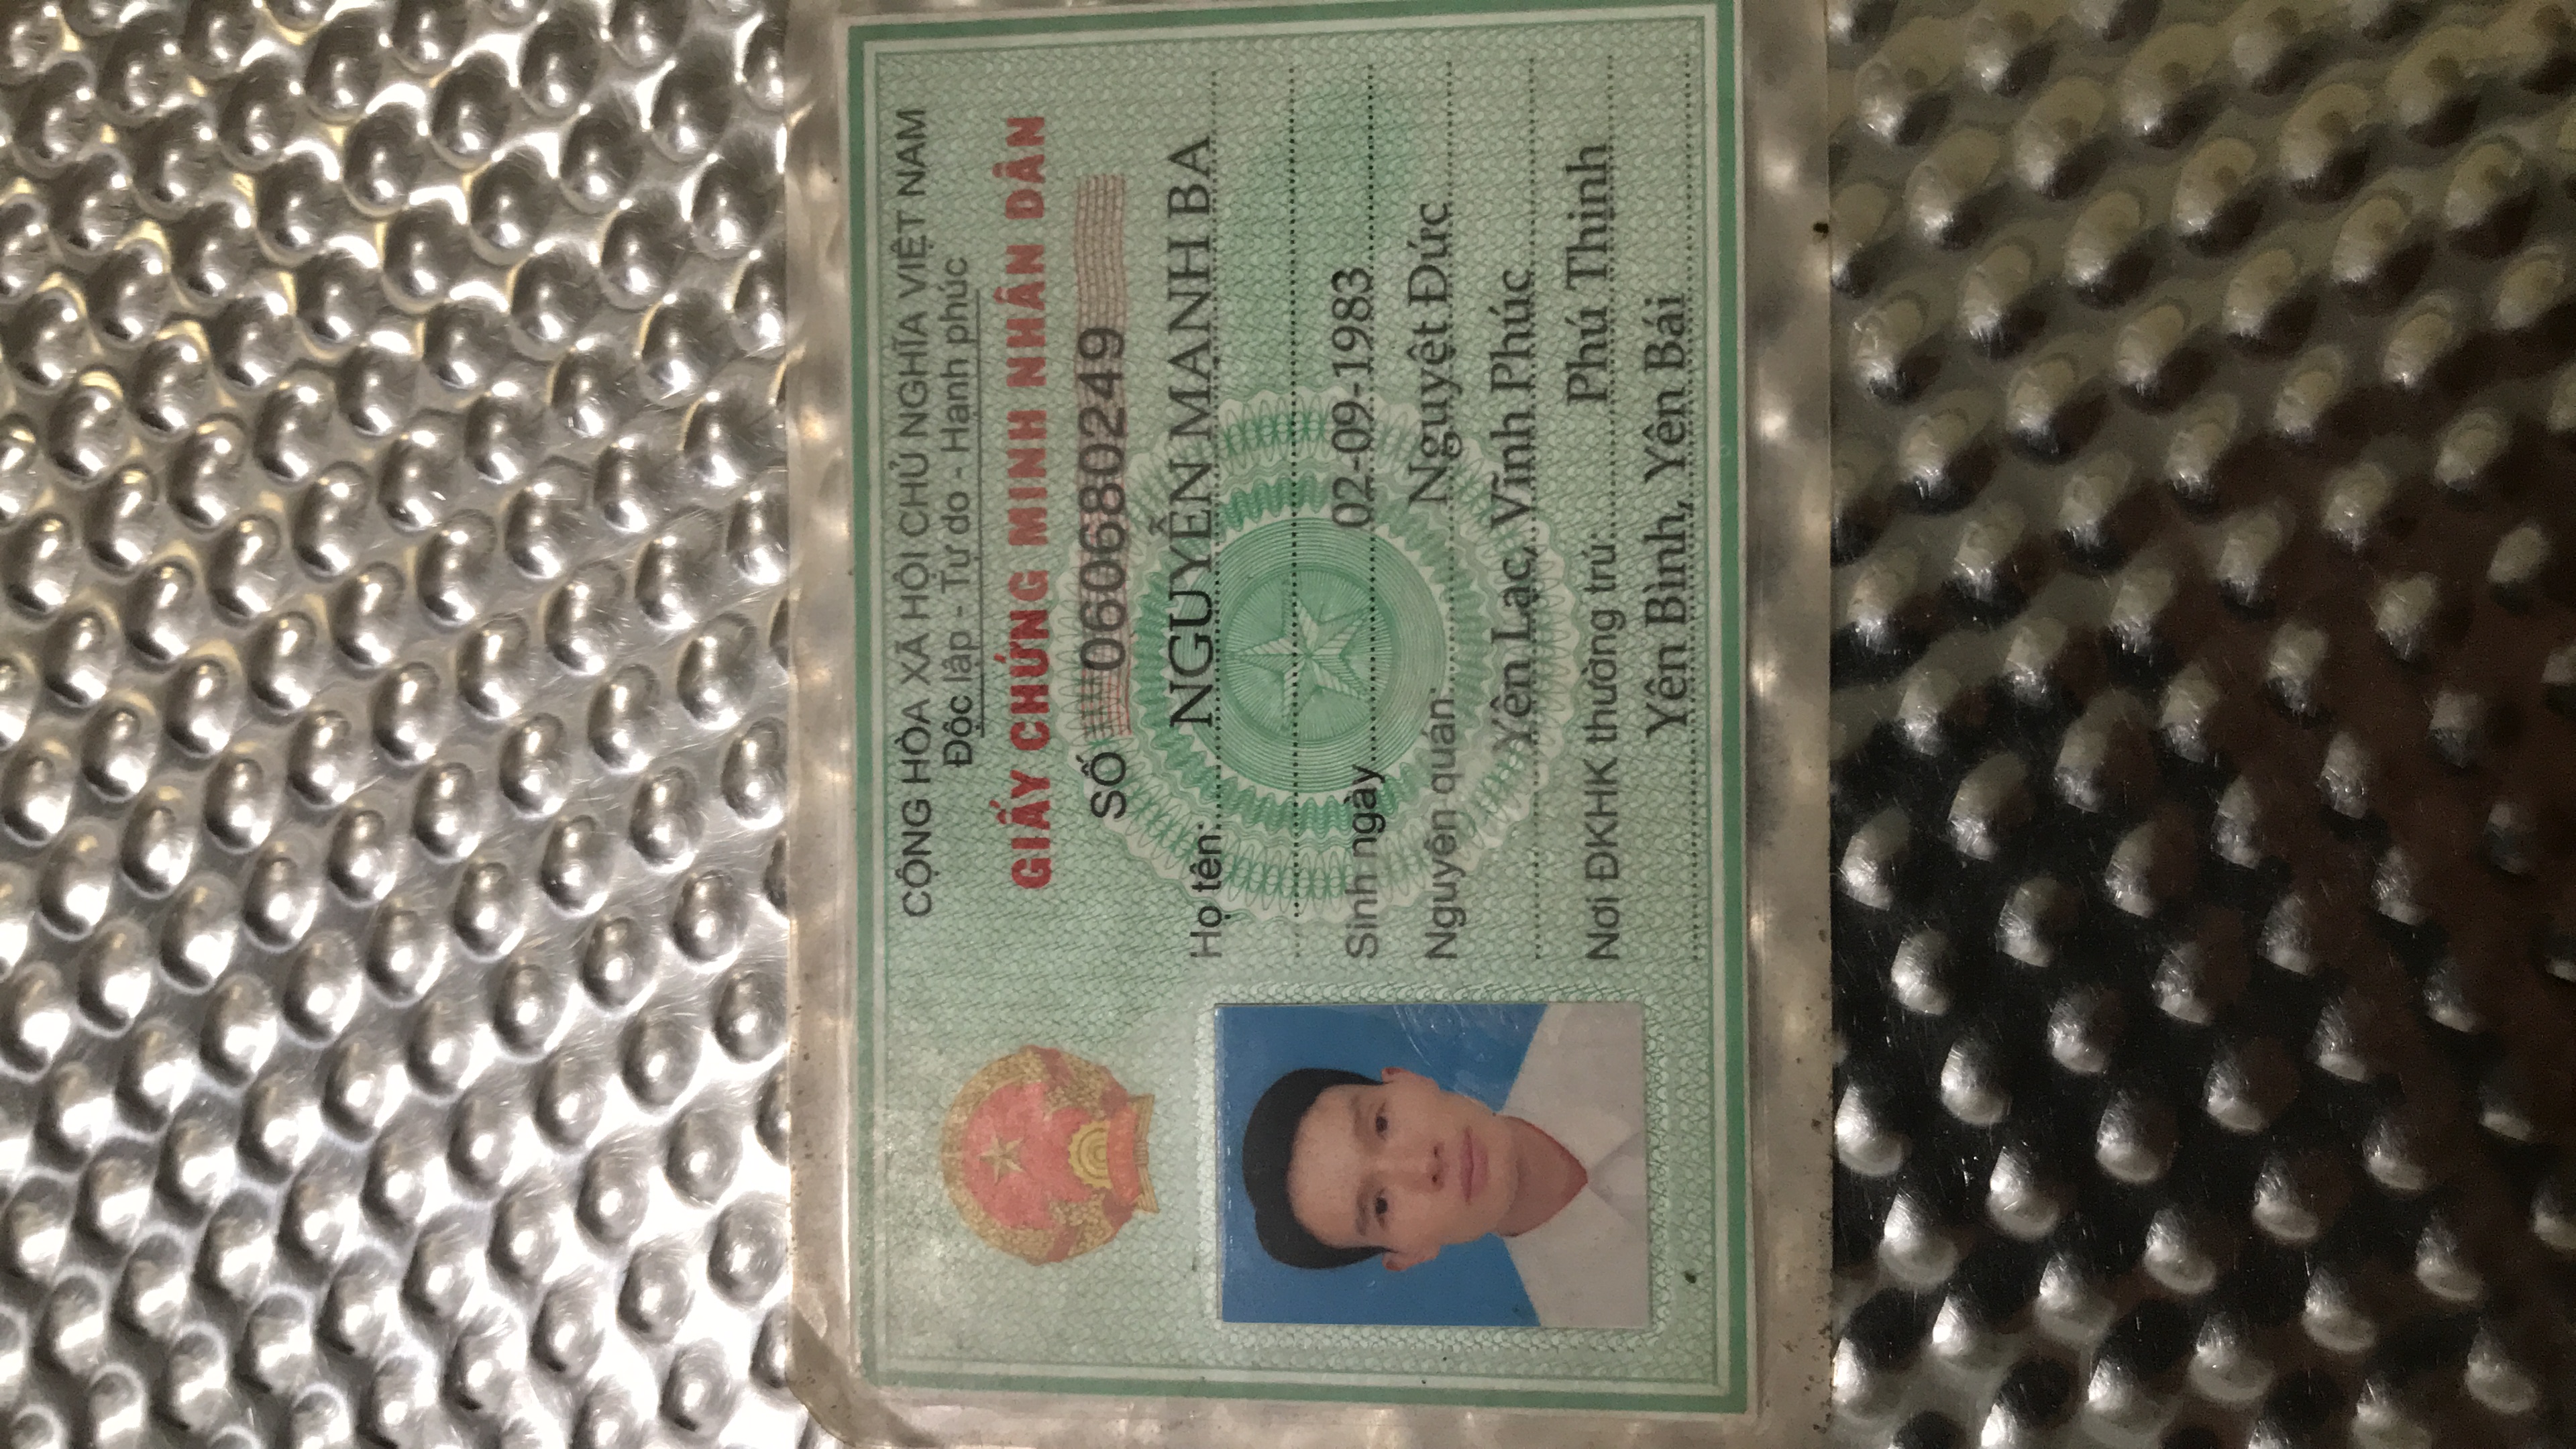 CỘNG HÒA XÃ HỘI CHỦ NGHĨA VIỆT NAM
Độc lập - Tự do - Hạnh phúc
GIẤY CHỨNG MINH NHÂN DÂN
SỐ 060680249
Họ tên: NGUYỄN MẠNH BA
Sinh ngày 02-09-1983
Nguyên quán: Nguyệt Đức
Yên Lạc, Vĩnh Phúc
Nơi ĐKHK thường trú: Phú Thịnh
Yên Bình, Yên Bái